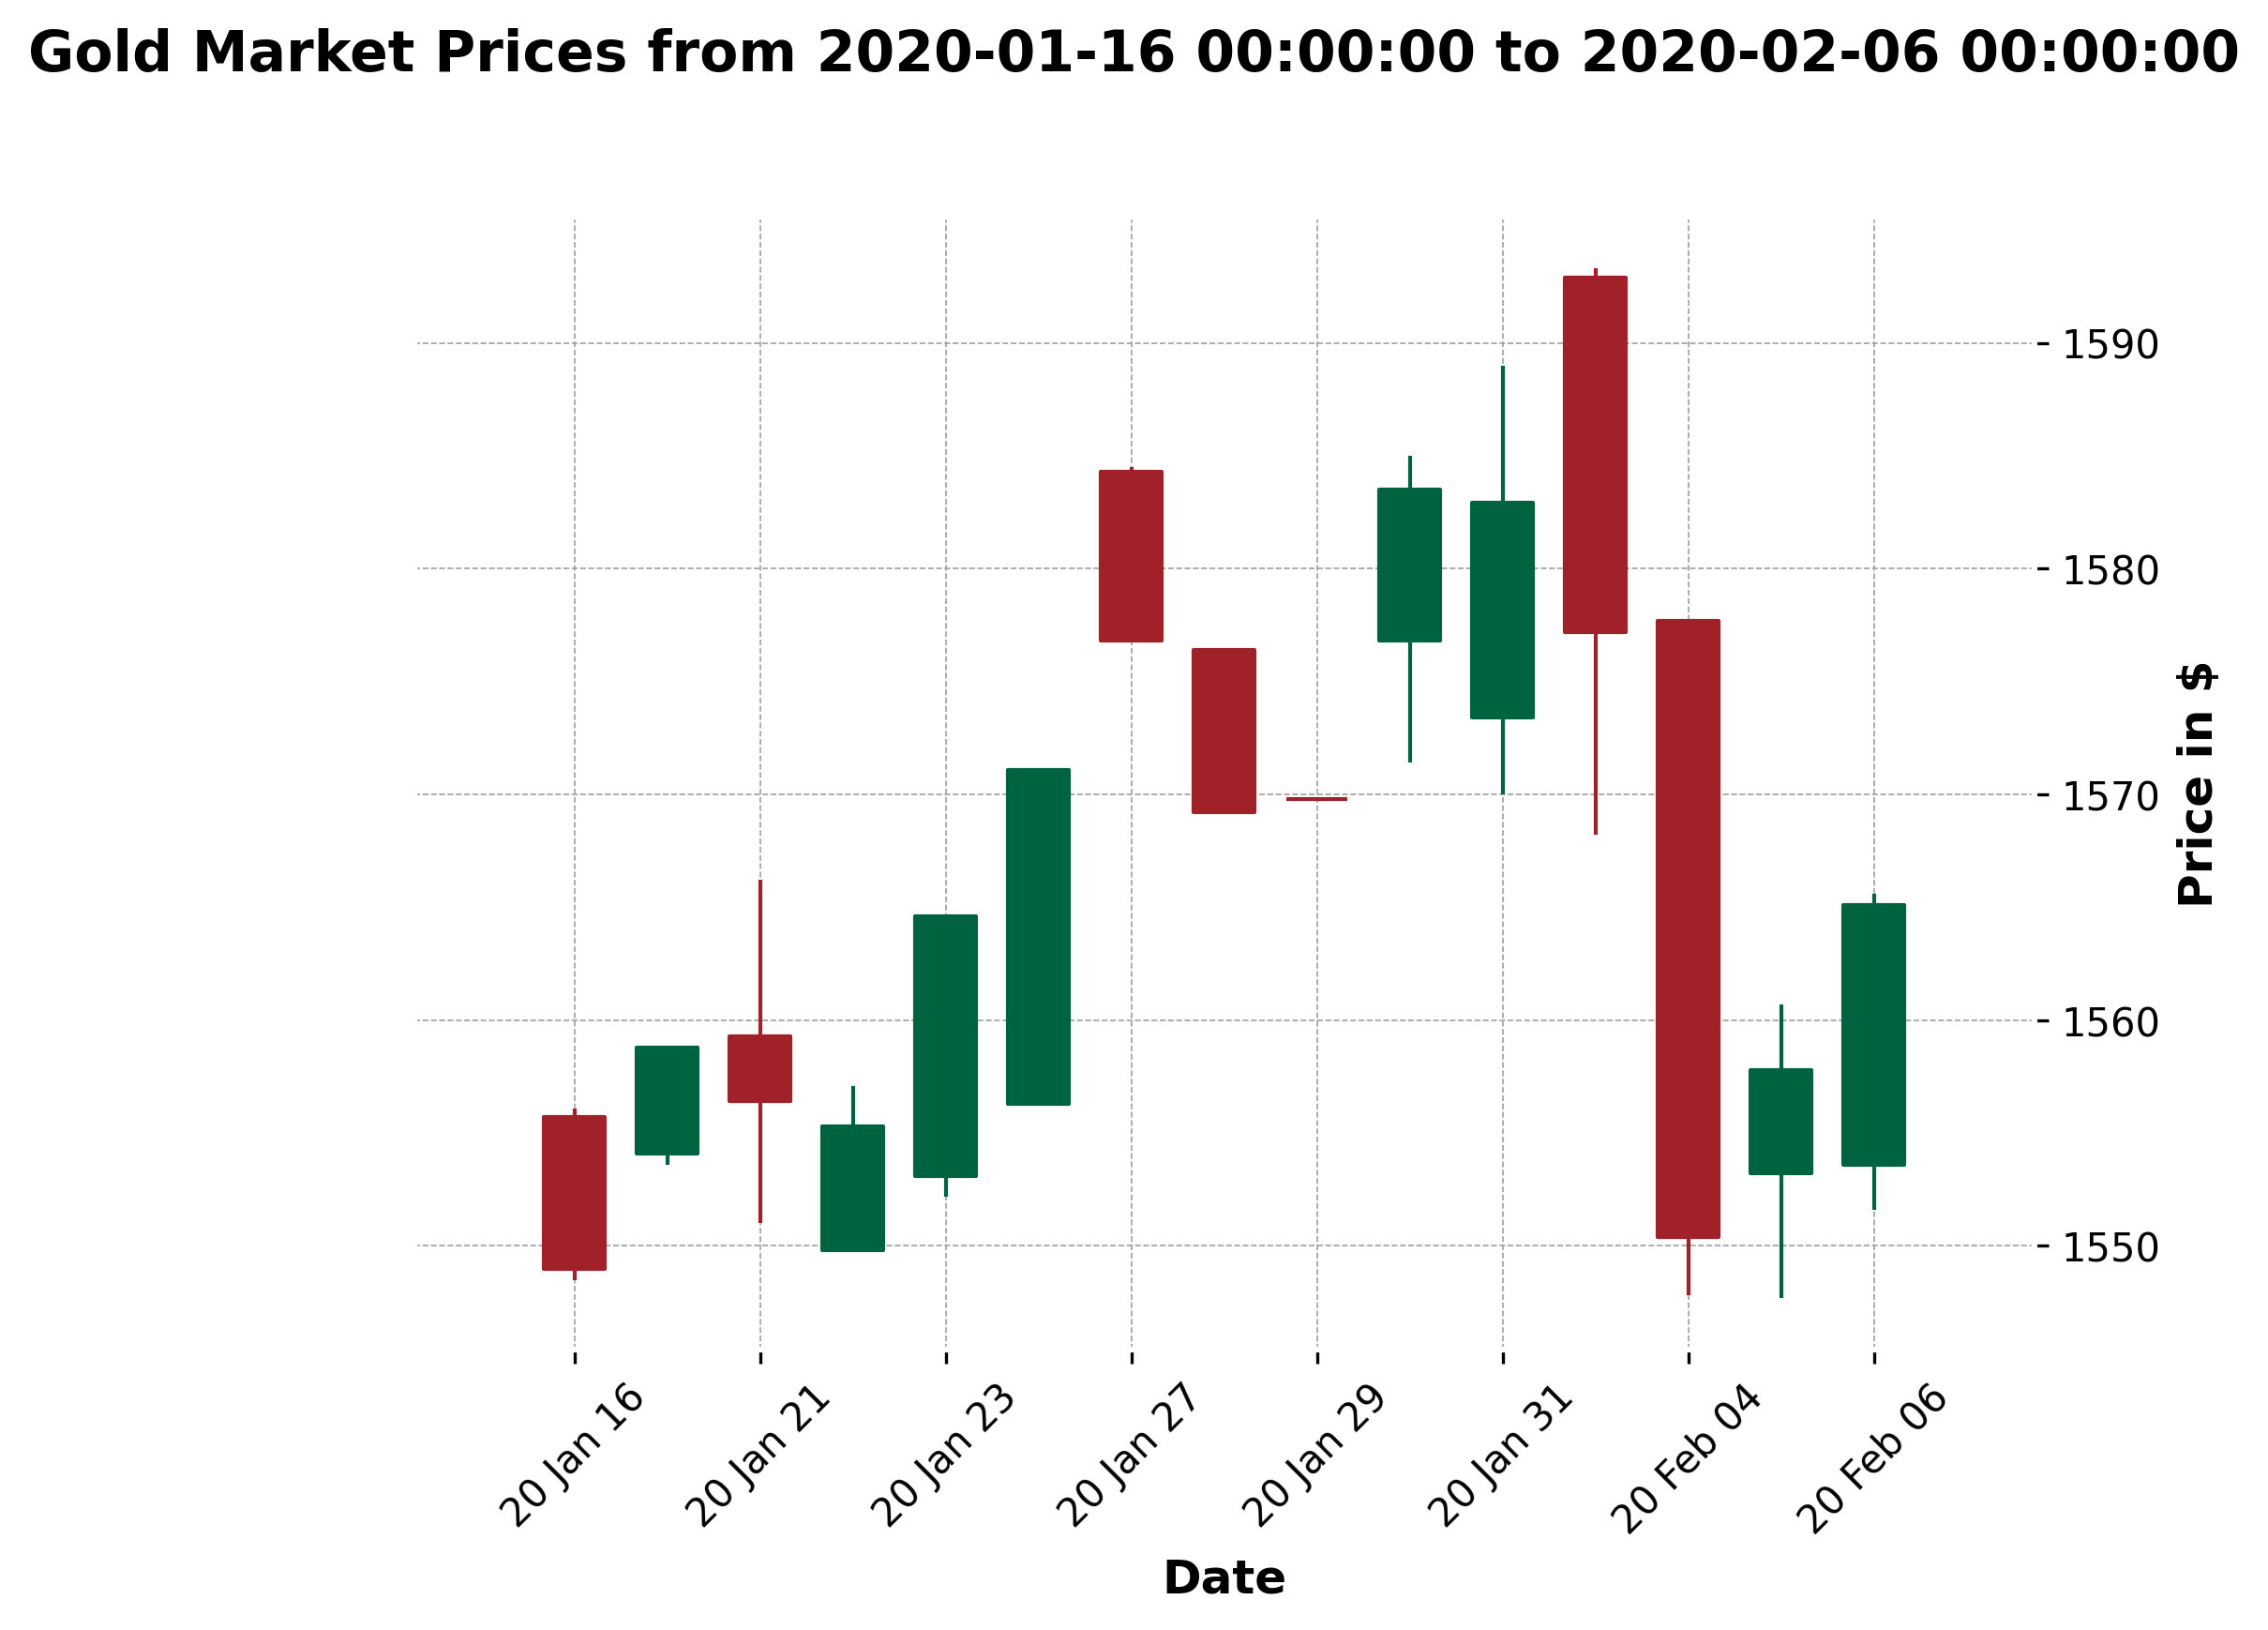 Gold Market Prices from 2020-01-16 00:00:00 to 2020-02-06 00:00:00
1590
1580
1570
1560
1550
Price in $
20 Jan 16
20 Jan 21
20 Jan 23
20 Jan 27
20 Jan 29
20 Jan 31
20 Feb 04
20 Feb 06
Date